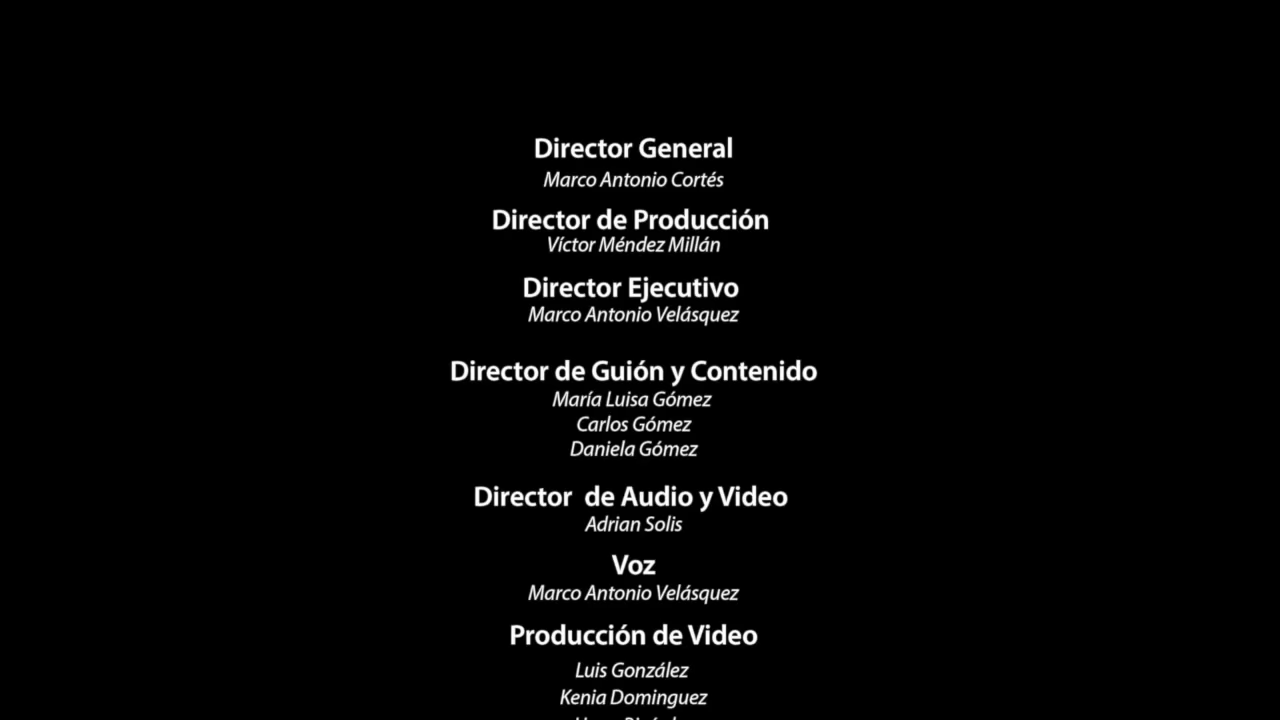 Director General
Marco Antonio Cortés
Director de Producción
Víctor Méndez Millán
Director Ejecutivo
Marco Antonio Velásquez
Director de Guión y Contenido
María Luisa Gómez
Carlos Gómez
Daniela Gómez
Director de Audio y Video
Adrian Solis
Voz
Marco Antonio Velásquez
Producción de Video
Luis González
Kenia Dominguez